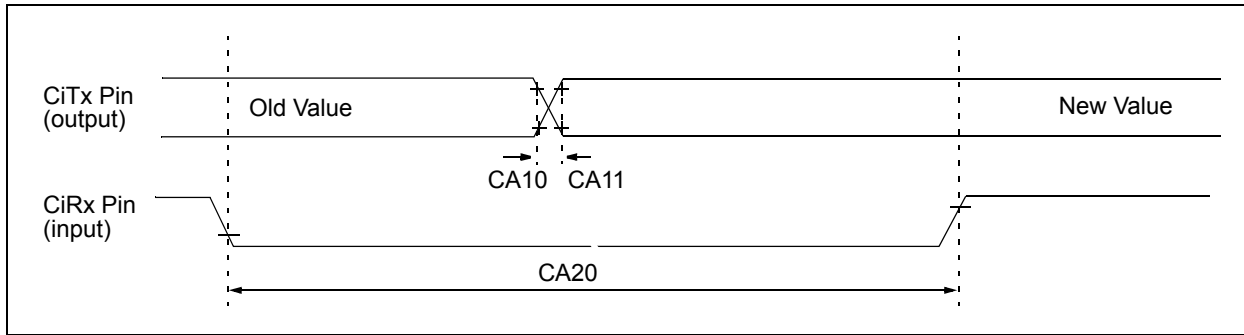 CiTx Pin
(output)
Old Value
New Value
CA10 CA11
CiRx Pin
(input)
CA20